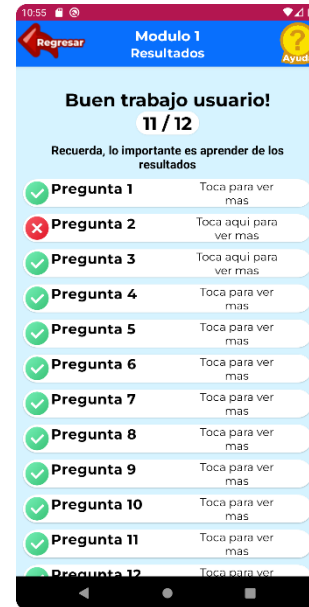 10:55
Regresar
Modulo 1
Resultados
?
Ayud
Buen trabajo usuario!
11 / 12
Recuerda, lo importante es aprender de los
resultados
Pregunta 1
Toca para ver
mas
Pregunta 2
Toca aqui para
ver mas
Pregunta 3
Toca aqui para
ver mas
Pregunta 4
Toca para ver
mas
Pregunta 5
Toca para ver
mas
Pregunta 6
Toca para ver
mas
Pregunta 7
Toca para ver
mas
Pregunta 8
Toca para ver
mas
Pregunta 9
Toca para ver
mas
Pregunta 10
Toca para ver
mas
Pregunta 11
Toca para ver
mas
Pregunta 12
Toca para ver